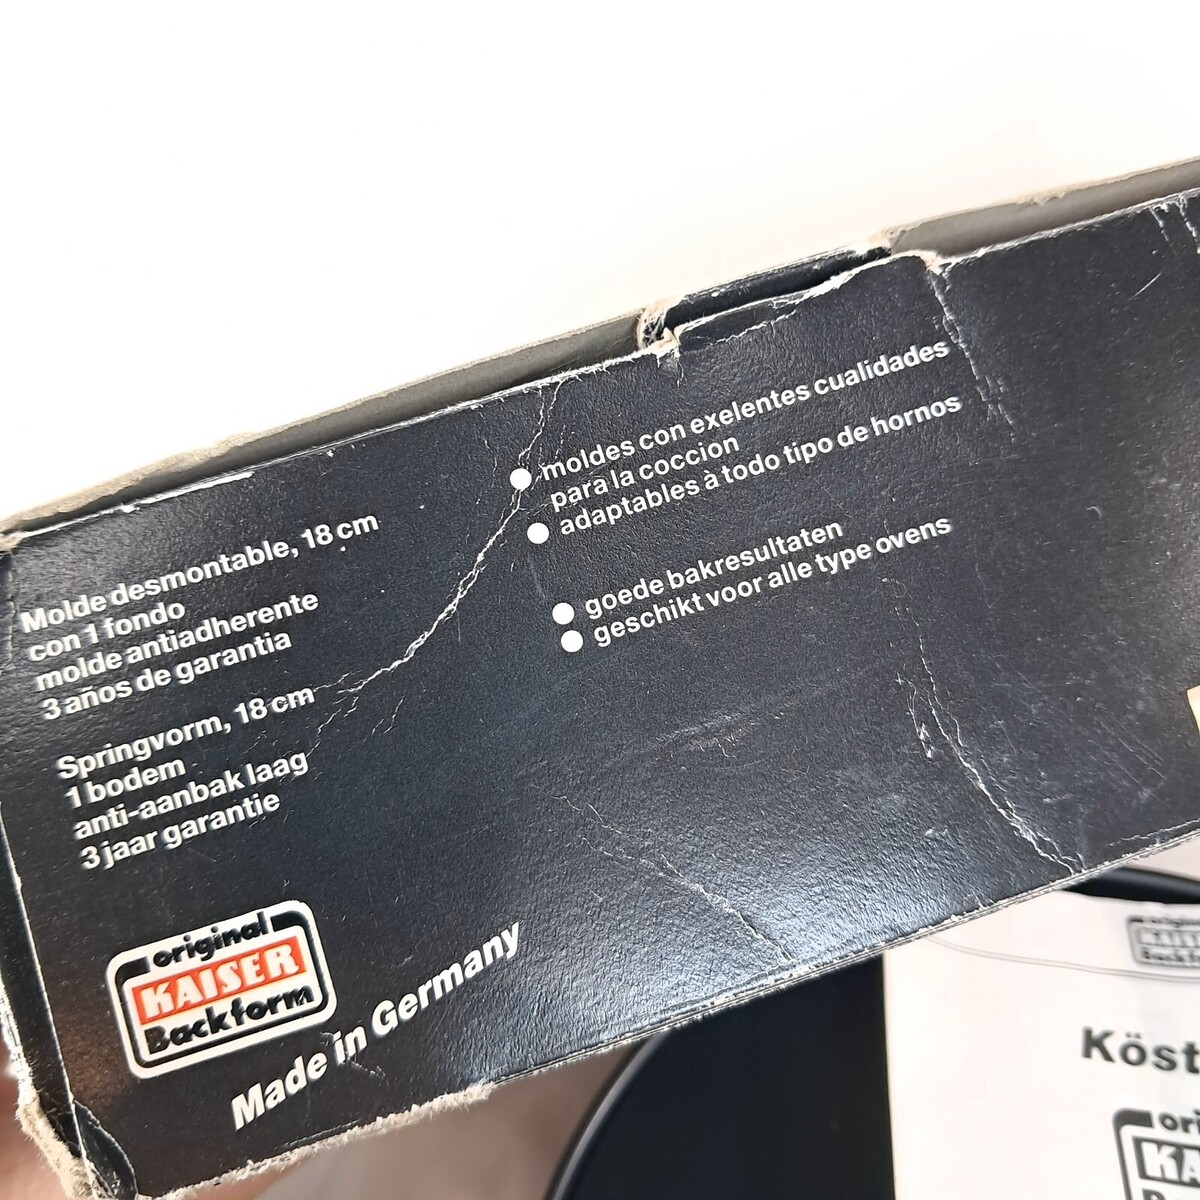 Molde desmontable, 18 cm
con 1 fondo
molde antiadherente
3 años de garantia
moldes con exelentes cualidades
para la coccion
adaptables à todo tipo de hornos
Springvorm, 18 cm
1 bodem
anti-aanbak laag
3 jaar garantie
goede bakresultaten
geschikt voor alle type ovens
original
KAISER
Backform
Made in Germany